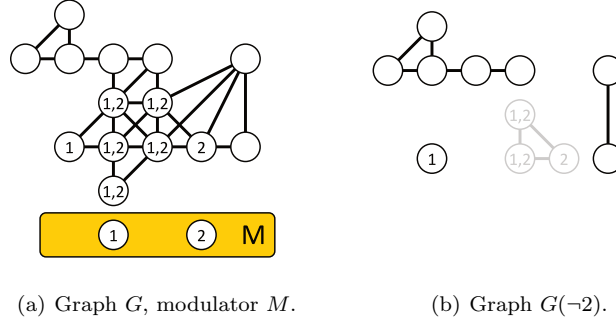 1,2 1,2
1 1,2 1,2 2
1,2
1 2 M
(a) Graph G, modulator M.
1,2
1 1,2 2
(b) Graph G(¬2).